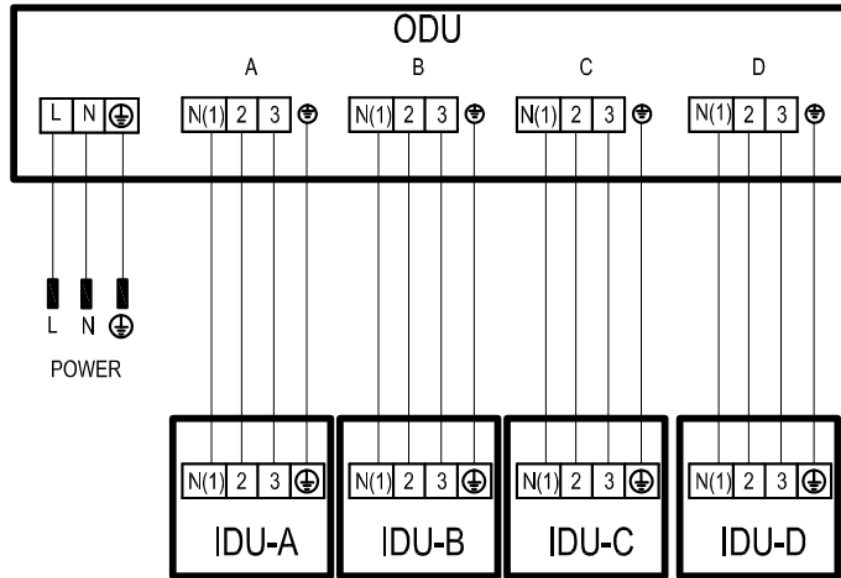 ODU
A B C D
L N N(1) 2 3 N(1) 2 3 N(1) 2 3 N(1) 2 3
L N
POWER
N(1) 2 3 N(1) 2 3 N(1) 2 3 N(1) 2 3
IDU-A IDU-B IDU-C IDU-D